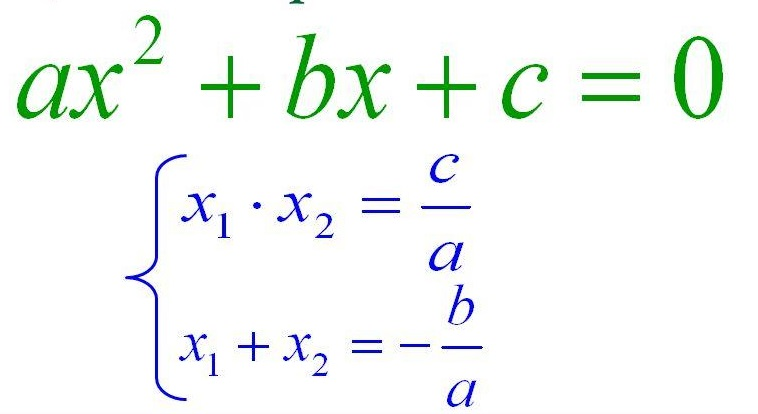 ax² + bx + c = 0
x₁ · x₂ = c/a
x₁ + x₂ = −b/a